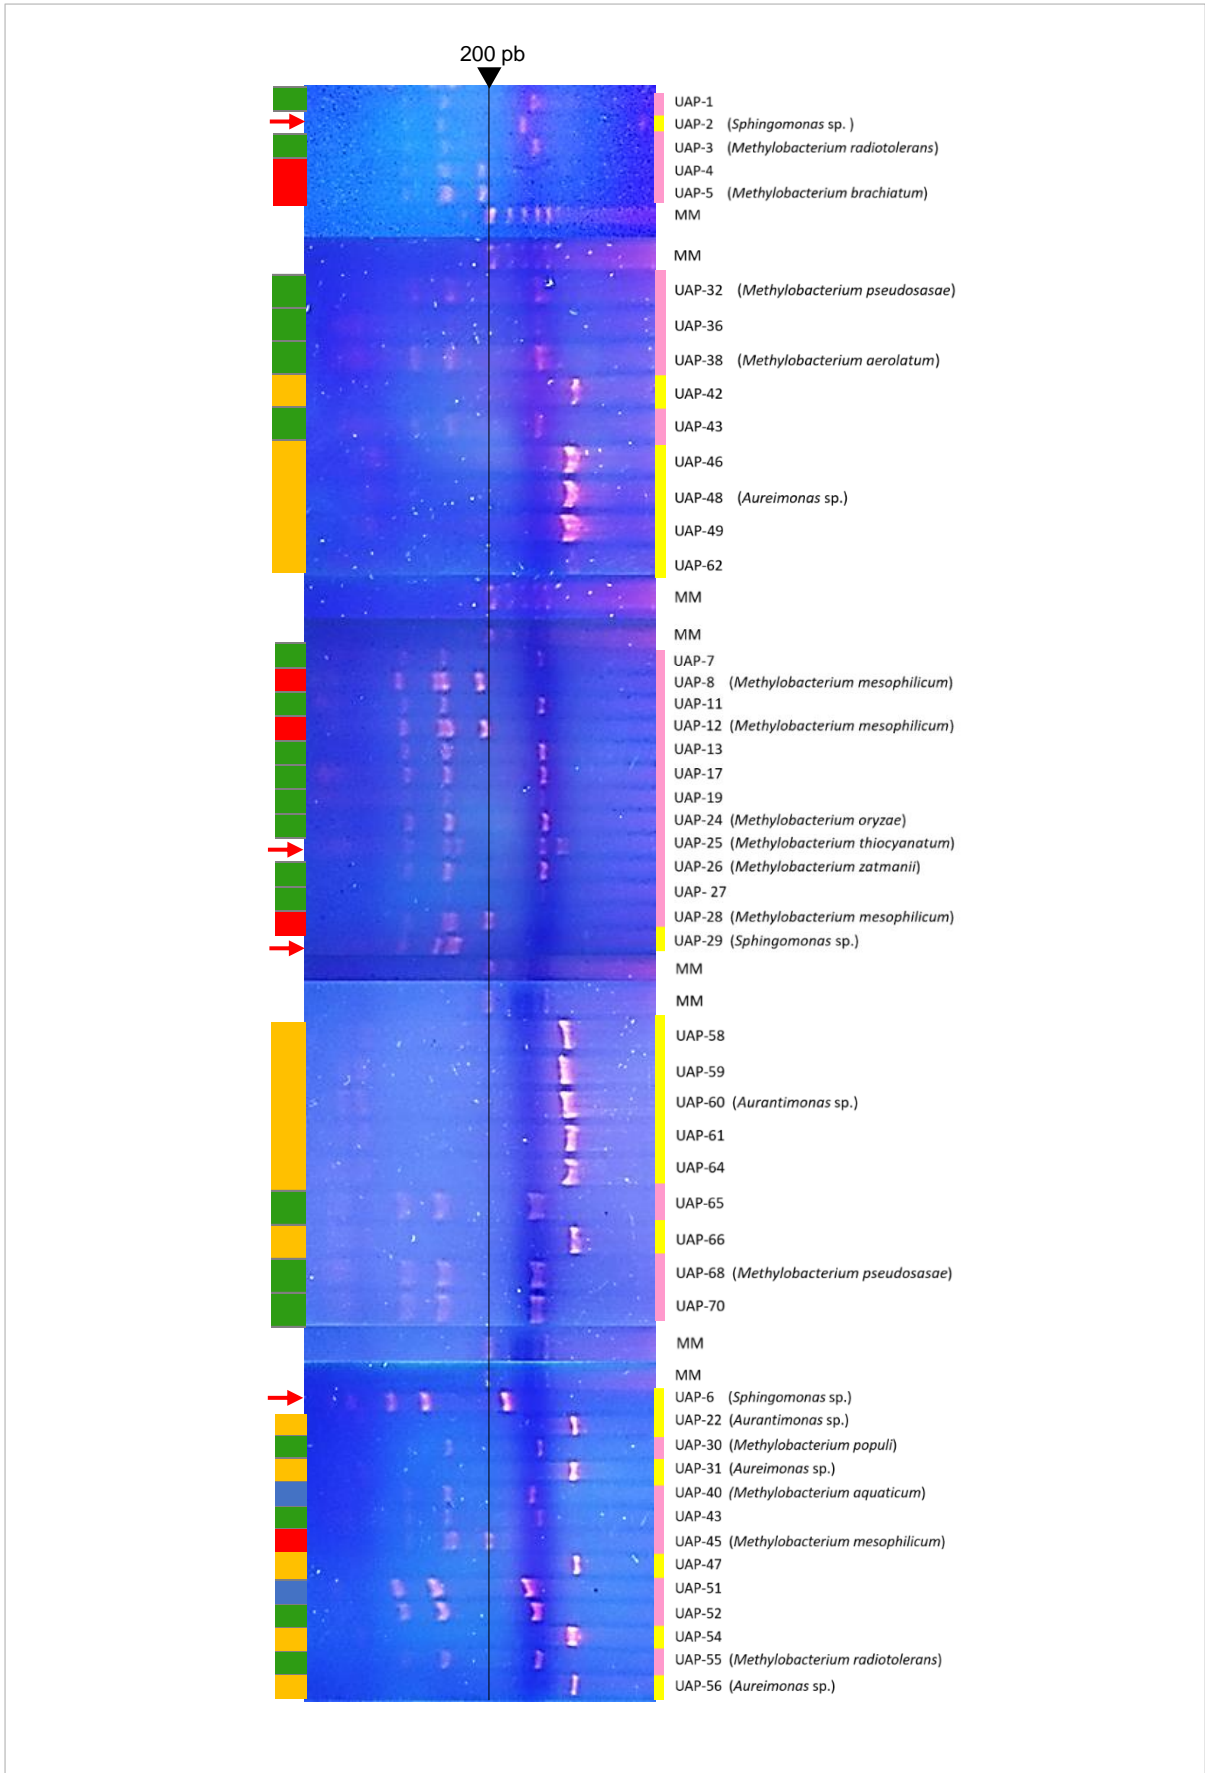 200 pb
UAP-1
UAP-2 (Sphingomonas sp. )
UAP-3 (Methylobacterium radiotolerans)
UAP-4
UAP-5 (Methylobacterium brachiatum)
MM
MM
UAP-32 (Methylobacterium pseudosasae)
UAP-36
UAP-38 (Methylobacterium aerolatum)
UAP-42
UAP-43
UAP-46
UAP-48 (Aureimonas sp.)
UAP-49
UAP-62
MM
MM
UAP-7
UAP-8 (Methylobacterium mesophilicum)
UAP-11
UAP-12 (Methylobacterium mesophilicum)
UAP-13
UAP-17
UAP-19
UAP-24 (Methylobacterium oryzae)
UAP-25 (Methylobacterium thiocyanatum)
UAP-26 (Methylobacterium zatmanii)
UAP- 27
UAP-28 (Methylobacterium mesophilicum)
UAP-29 (Sphingomonas sp.)
MM
MM
UAP-58
UAP-59
UAP-60 (Aurantimonas sp.)
UAP-61
UAP-64
UAP-65
UAP-66
UAP-68 (Methylobacterium pseudosasae)
UAP-70
MM
MM
UAP-6 (Sphingomonas sp.)
UAP-22 (Aurantimonas sp.)
UAP-30 (Methylobacterium populi)
UAP-31 (Aureimonas sp.)
UAP-40 (Methylobacterium aquaticum)
UAP-43
UAP-45 (Methylobacterium mesophilicum)
UAP-47
UAP-51
UAP-52
UAP-54
UAP-55 (Methylobacterium radiotolerans)
UAP-56 (Aureimonas sp.)